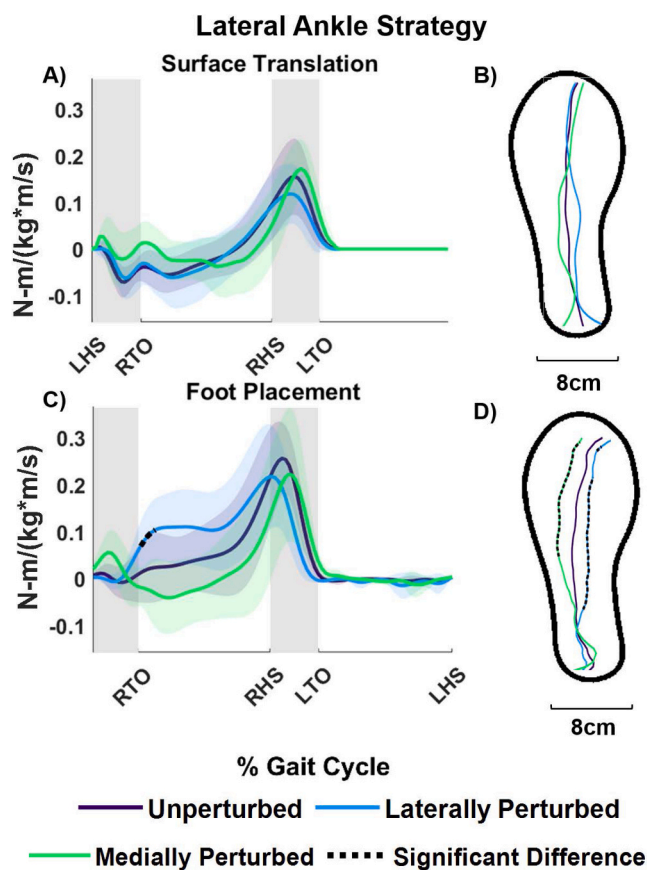 Lateral Ankle Strategy
A) Surface Translation B)
0.3
0.2
0.1
0
-0.1
N-m/(kg*m/s)
LHS RTO RHS LTO
8cm
C) Foot Placement D)
0.3
0.2
0.1
0
-0.1
N-m/(kg*m/s)
RTO RHS LTO LHS
8cm
% Gait Cycle
Unperturbed Laterally Perturbed
Medially Perturbed Significant Difference